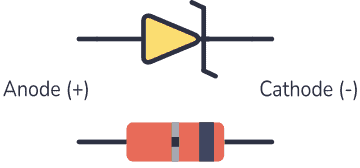 Anode (+)
Cathode (-)